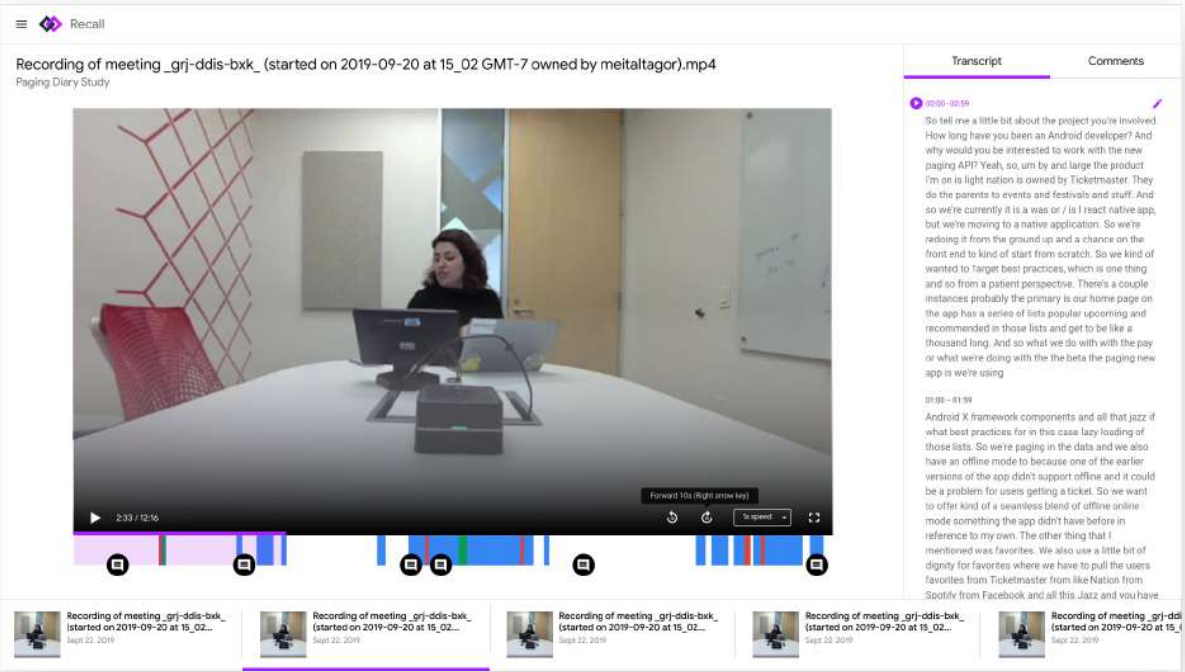 Recall
Recording of meeting _grj-ddis-bxk_ (started on 2019-09-20 at 15_02 GMT-7 owned by meitaltagor).mp4
Paging Diary Study
Forward 10s (Right arrow key)
2:33 / 12:16
1x speed
Transcript
Comments
00:00 - 00:59
So tell me a little bit about the project you're involved.
How long have you been an Android developer? And
why would you be interested to work with the new
paging API? Yeah, so, um by and large the product
I'm on is light nation is owned by Ticketmaster. They
do the parents to events and festivals and stuff. And
so we're currently it is a was or / is I react native app,
but we're moving to a native application. So we're
redoing it from the ground up and a chance on the
front end to kind of start from scratch. So we kind of
wanted to Target best practices, which is one thing
and so from a patient perspective. There's a couple
instances probably the primary is our home page on
the app has a series of lists popular upcoming and
recommended in those lists and get to be like a
thousand long. And so what we do with with the pay
or what we're doing with the the beta the paging new
app is we're using
01:00 - 01:59
Android X framework components and all that jazz if
what best practices for in this case lazy loading of
those lists. So we're paging in the data and we also
have an offline mode to because one of the earlier
versions of the app didn't support offline and it could
be a problem for users getting a ticket. So we want
to offer kind of a seamless blend of offline online
mode something the app didn't have before in
reference to my own. The other thing that I
mentioned was favorites. We also use a little bit of
dignity for favorites where we have to pull the users
favorites from Ticketmaster from like Nation from
Spotify from Facebook and all this Jazz and you have
Recording of meeting _grj-ddis-bxk_
(started on 2019-09-20 at 15_02...
Sept 22, 2019
Recording of meeting _grj-ddis-bxk_
(started on 2019-09-20 at 15_02...
Sept 22, 2019
Recording of meeting _grj-ddis-bxk_
(started on 2019-09-20 at 15_02...
Sept 22, 2019
Recording of meeting _grj-ddis-bxk_
(started on 2019-09-20 at 15_02...
Sept 22, 2019
Recording of meeting _grj-ddis
(started on 2019-09-20 at 15_
Sept 22, 2019